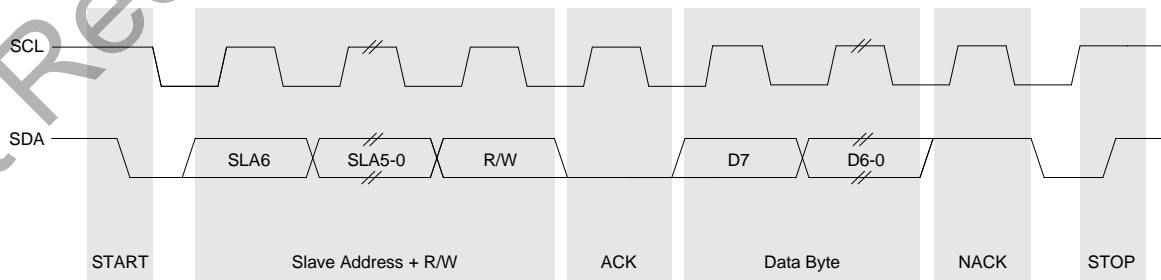 SCL
SDA
SLA6 SLA5-0 R/W D7 D6-0
START Slave Address + R/W ACK Data Byte NACK STOP